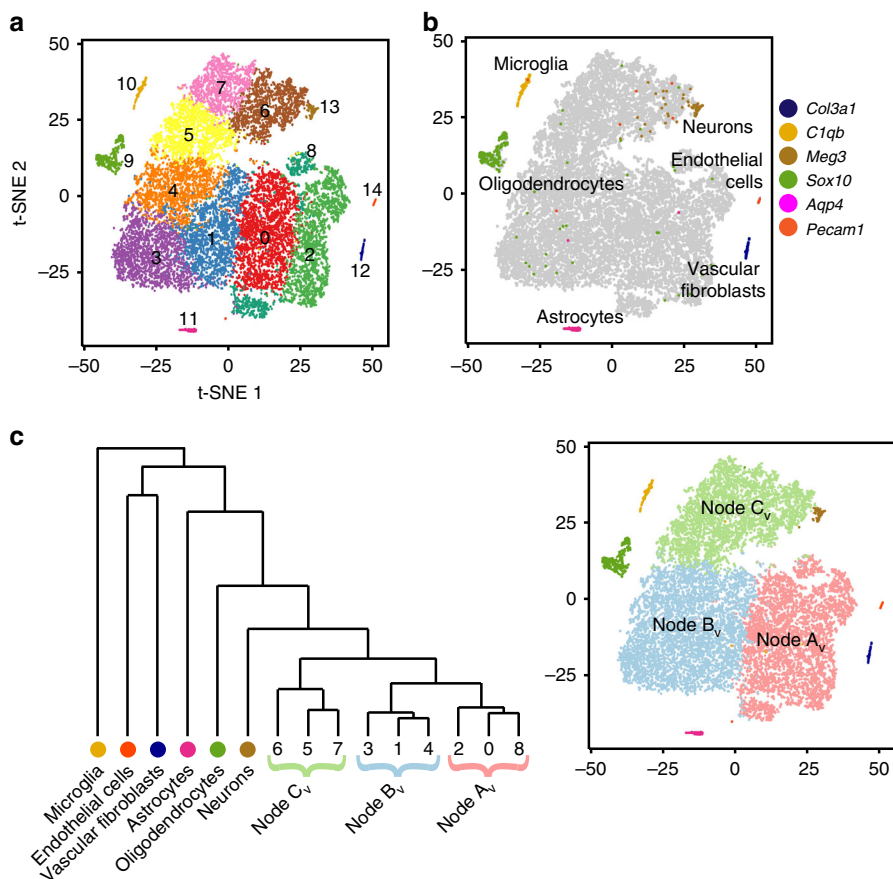 a
50
25
0
−25
−50
−25
0
25
50
t-SNE 2
t-SNE 1
7
10
6
13
5
8
9
4
14
1
0
2
3
12
11
b
50
25
0
−25
−50
−25
0
25
50
Microglia
Neurons
Endothelial
cells
Oligodendrocytes
Vascular
fibroblasts
Astrocytes
Col3a1
C1qb
Meg3
Sox10
Aqp4
Pecam1
c
6 5 7 3 1 4 2 0 8
Microglia
Endothelial cells
Vascular fibroblasts
Astrocytes
Oligodendrocytes
Neurons
Node Cv
Node Bv
Node Av
50
25
0
−25
−50
−25
0
25
50
Node Cv
Node Bv
Node Av